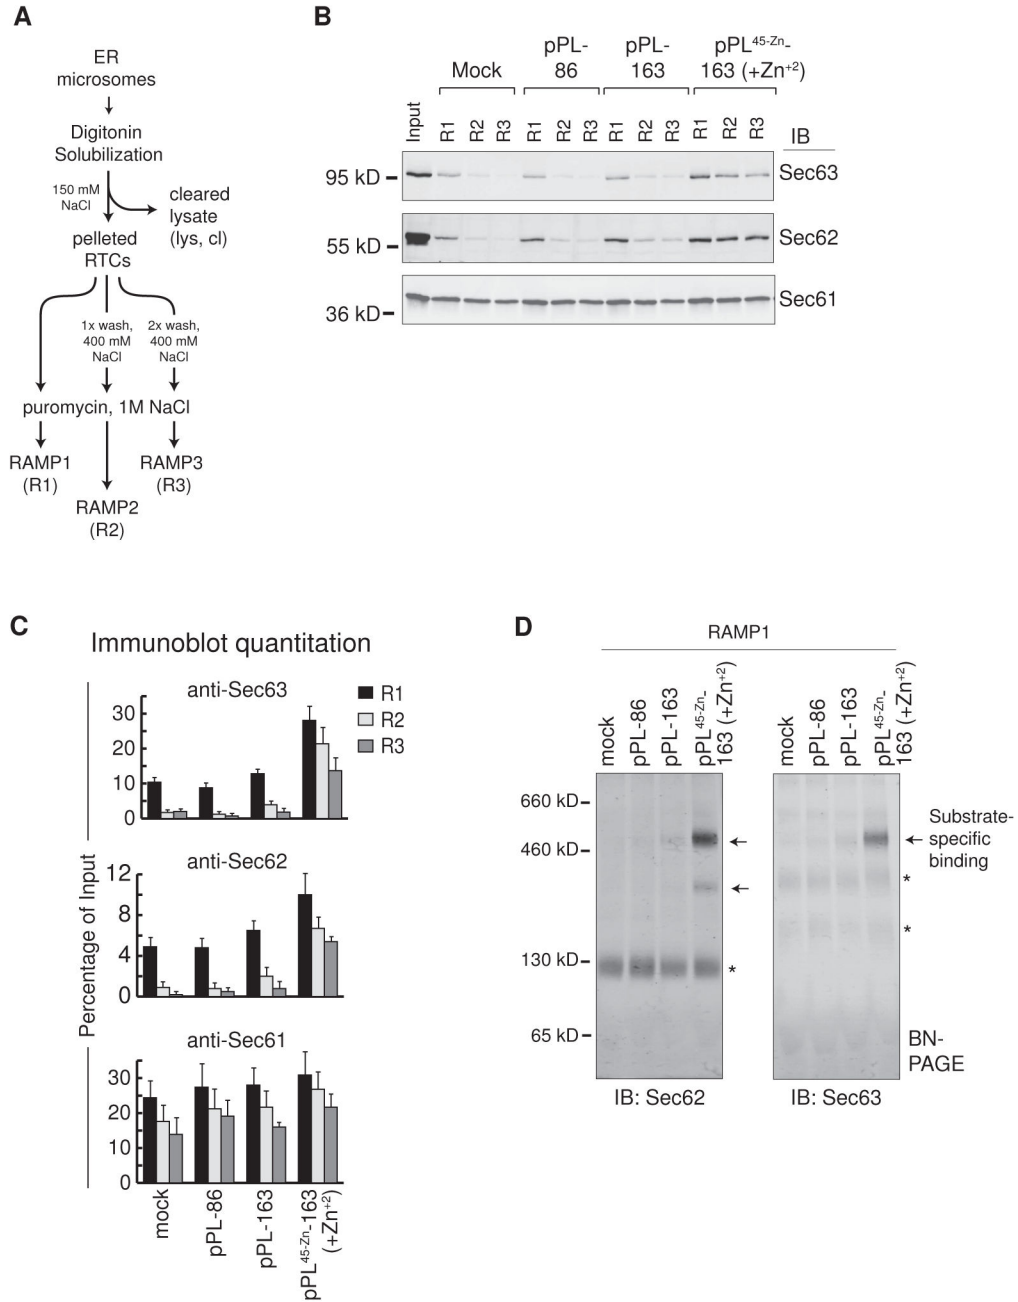 A
ER
microsomes
Digitonin
Solubilization
150 mM
NaCl
cleared
lysate
(lys, cl)
pelleted
RTCs
1x wash,
400 mM
NaCl
2x wash,
400 mM
NaCl
puromycin, 1M NaCl
RAMP1
(R1)
RAMP2
(R2)
RAMP3
(R3)
B
Mock
pPL-
86
pPL-
163
pPL45-Zn-
163 (+Zn+2)
Input
R1
R2
R3
R1
R2
R3
R1
R2
R3
R1
R2
R3
IB
95 kD
Sec63
55 kD
Sec62
36 kD
Sec61
C
Immunoblot quantitation
Percentage of Input
anti-Sec63
30
20
10
0
R1
R2
R3
anti-Sec62
12
8
4
0
anti-Sec61
30
20
10
0
mock
pPL-86
pPL-163
pPL45-Zn-163
(+Zn+2)
D
RAMP1
mock
pPL-86
pPL-163
pPL45-Zn-
163 (+Zn+2)
mock
pPL-86
pPL-163
pPL45-Zn-
163 (+Zn+2)
660 kD
460 kD
130 kD
65 kD
*
*
*
Substrate-
specific
binding
BN-
PAGE
IB: Sec62
IB: Sec63